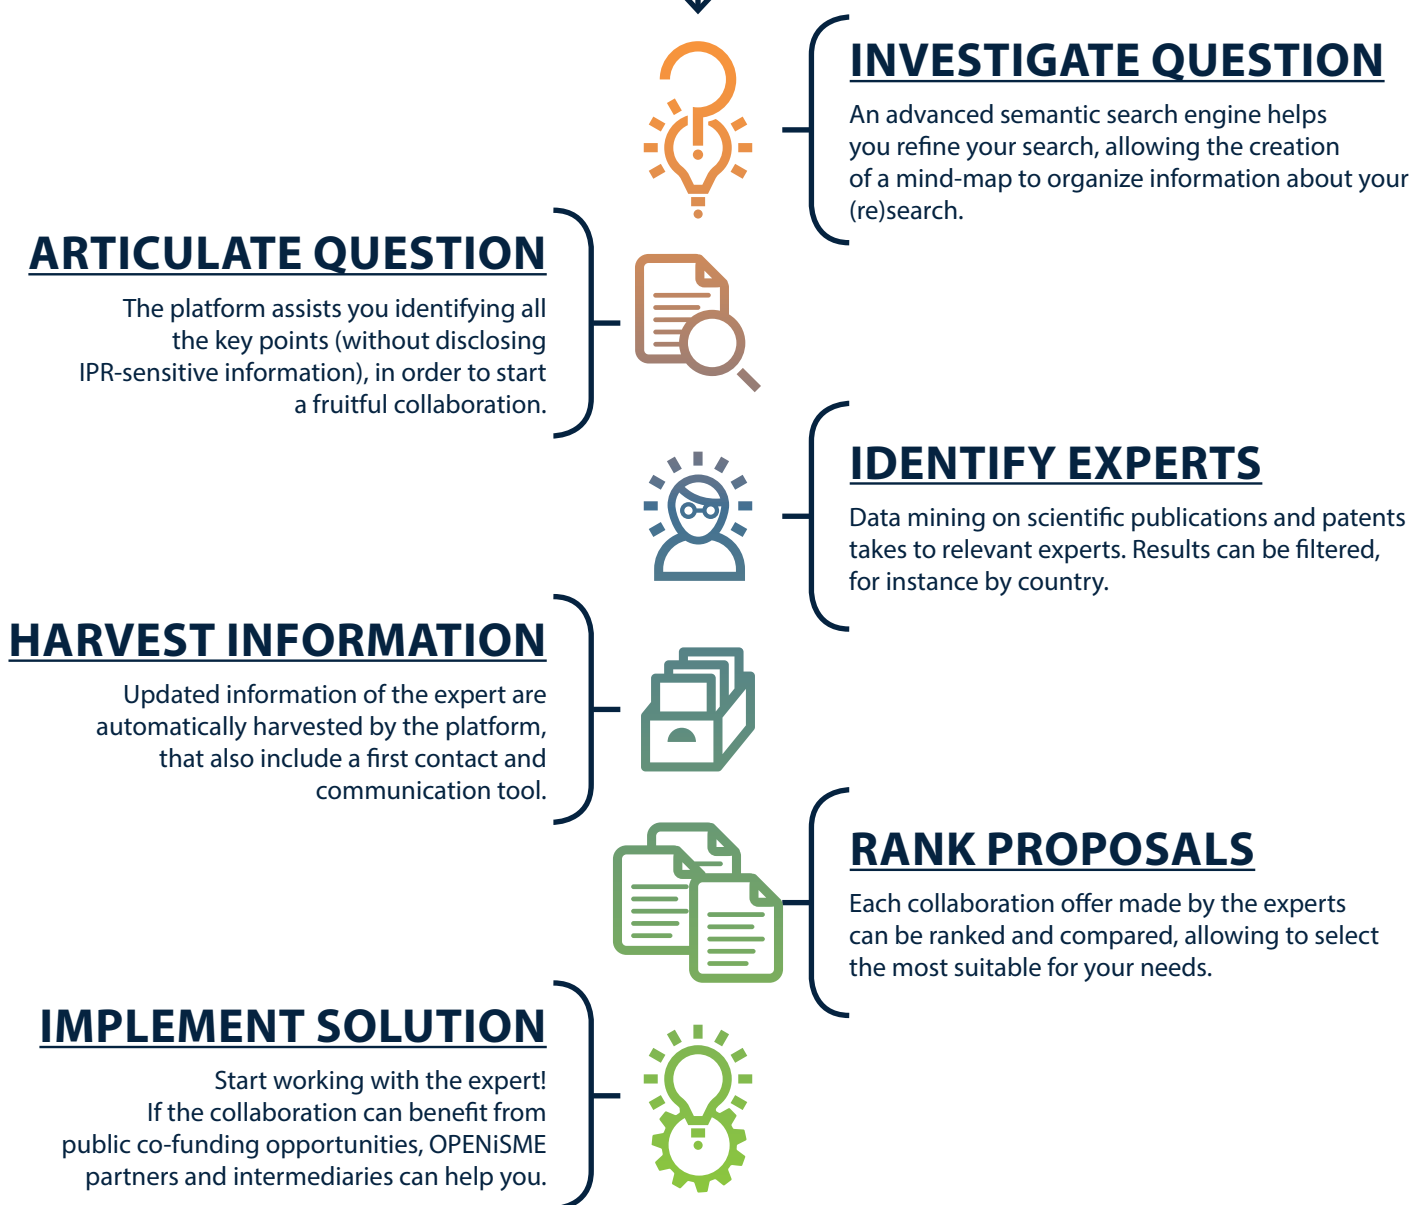 INVESTIGATE QUESTION
An advanced semantic search engine helps
you refine your search, allowing the creation
of a mind-map to organize information about your
(re)search.
ARTICULATE QUESTION
The platform assists you identifying all
the key points (without disclosing
IPR-sensitive information), in order to start
a fruitful collaboration.
IDENTIFY EXPERTS
Data mining on scientific publications and patents
takes to relevant experts. Results can be filtered,
for instance by country.
HARVEST INFORMATION
Updated information of the expert are
automatically harvested by the platform,
that also include a first contact and
communication tool.
RANK PROPOSALS
Each collaboration offer made by the experts
can be ranked and compared, allowing to select
the most suitable for your needs.
IMPLEMENT SOLUTION
Start working with the expert!
If the collaboration can benefit from
public co-funding opportunities, OPENiSME
partners and intermediaries can help you.